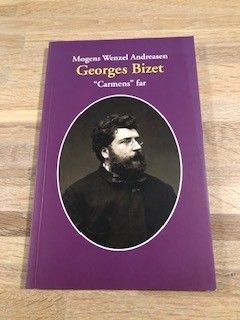 Mogens Wenzel Andreasen
Georges Bizet
"Carmens" far